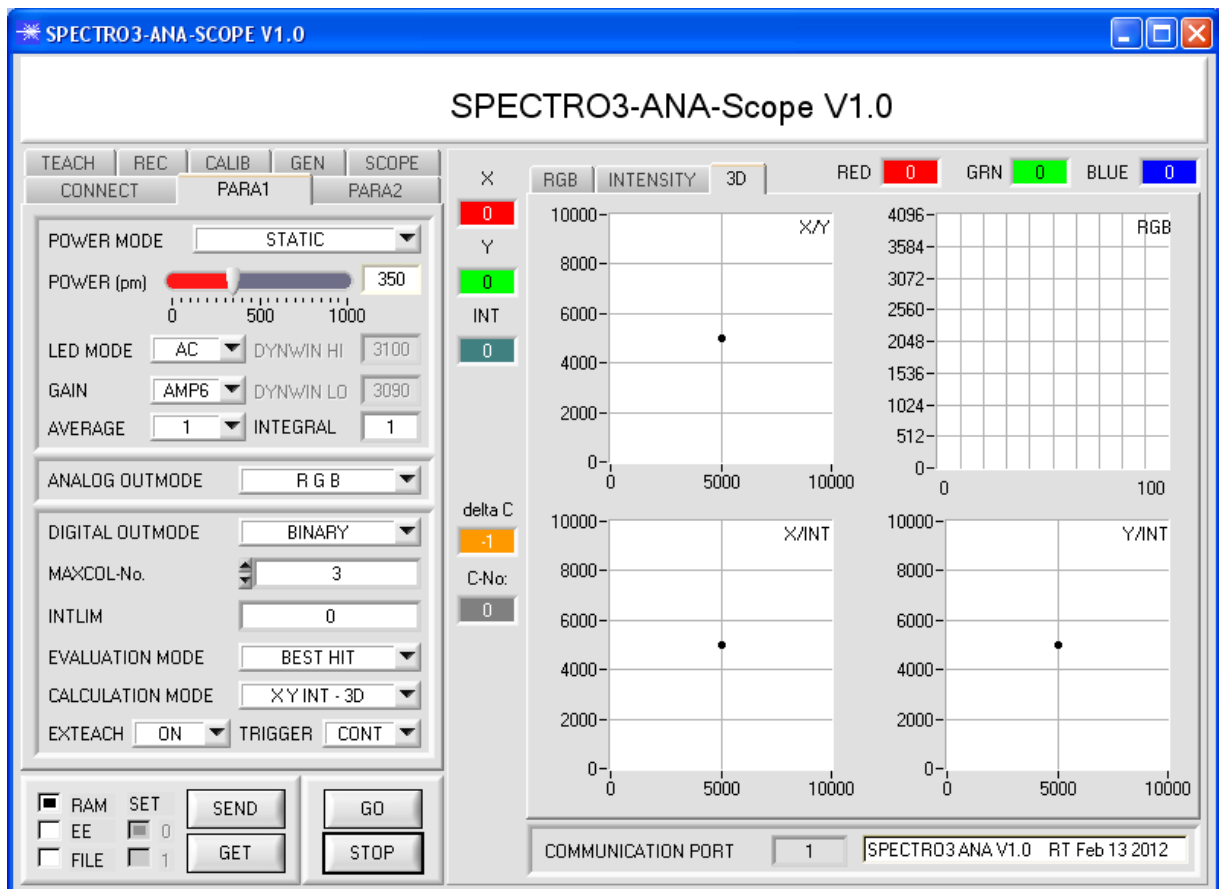 SPECTRO3-ANA-SCOPE V1.0
SPECTRO3-ANA-Scope V1.0
TEACH REC CALIB GEN SCOPE
CONNECT PARA1 PARA2
POWER MODE STATIC
POWER (pm) 350
0 500 1000
LED MODE AC DYNWIN HI 3100
GAIN AMP6 DYNWIN LO 3090
AVERAGE 1 INTEGRAL 1
ANALOG OUTMODE R G B
DIGITAL OUTMODE BINARY
MAXCOL-No. 3
INTLIM 0
EVALUATION MODE BEST HIT
CALCULATION MODE X Y INT - 3D
EXTEACH ON TRIGGER CONT
RAM SET SEND GO
EE 0
FILE 1 GET STOP
X
0
Y
0
INT
0
delta C
-1
C-No:
0
RGB INTENSITY 3D RED 0 GRN 0 BLUE 0
X/Y
10000
8000
6000
4000
2000
0
0 5000 10000
RGB
4096
3584
3072
2560
2048
1536
1024
512
0
0 100
X/INT
10000
8000
6000
4000
2000
0
0 5000 10000
Y/INT
10000
8000
6000
4000
2000
0
0 5000 10000
COMMUNICATION PORT 1 SPECTRO3 ANA V1.0 RT Feb 13 2012